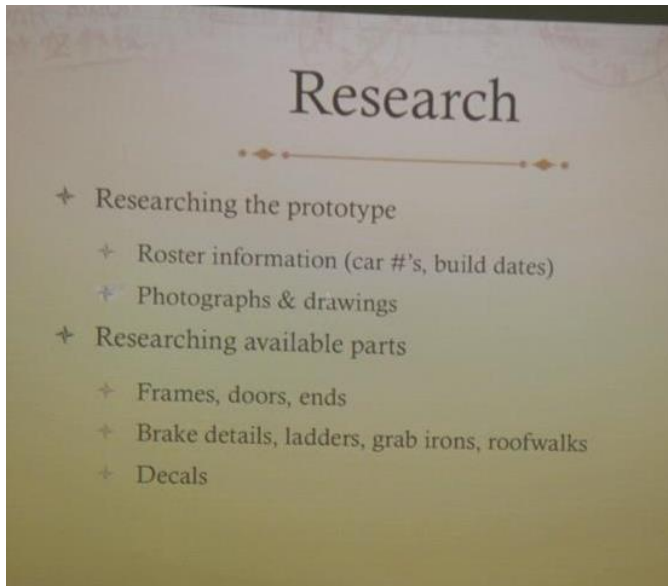 Research
Researching the prototype
Roster information (car #'s, build dates)
Photographs & drawings
Researching available parts
Frames, doors, ends
Brake details, ladders, grab irons, roofwalks
Decals